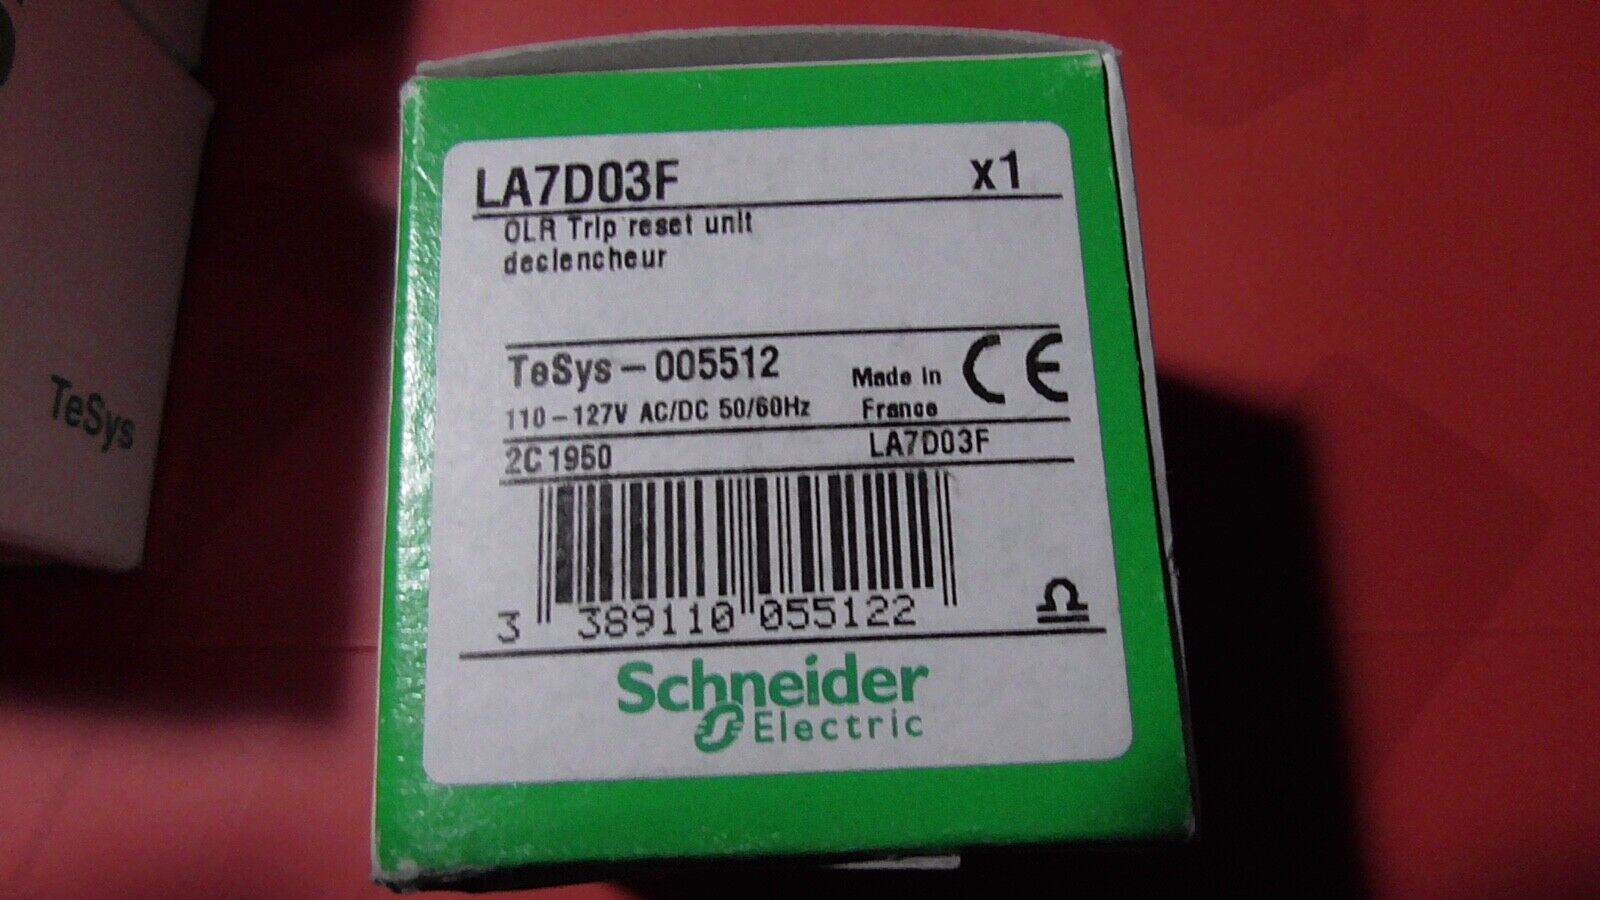 LA7D03F x1
OLR Trip reset unit
declencheur
TeSys-005512
Made in
France
CE
110-127V AC/DC 50/60Hz
2C1950 LA7D03F
3 389110 055122
Schneider
Electric
TeSys